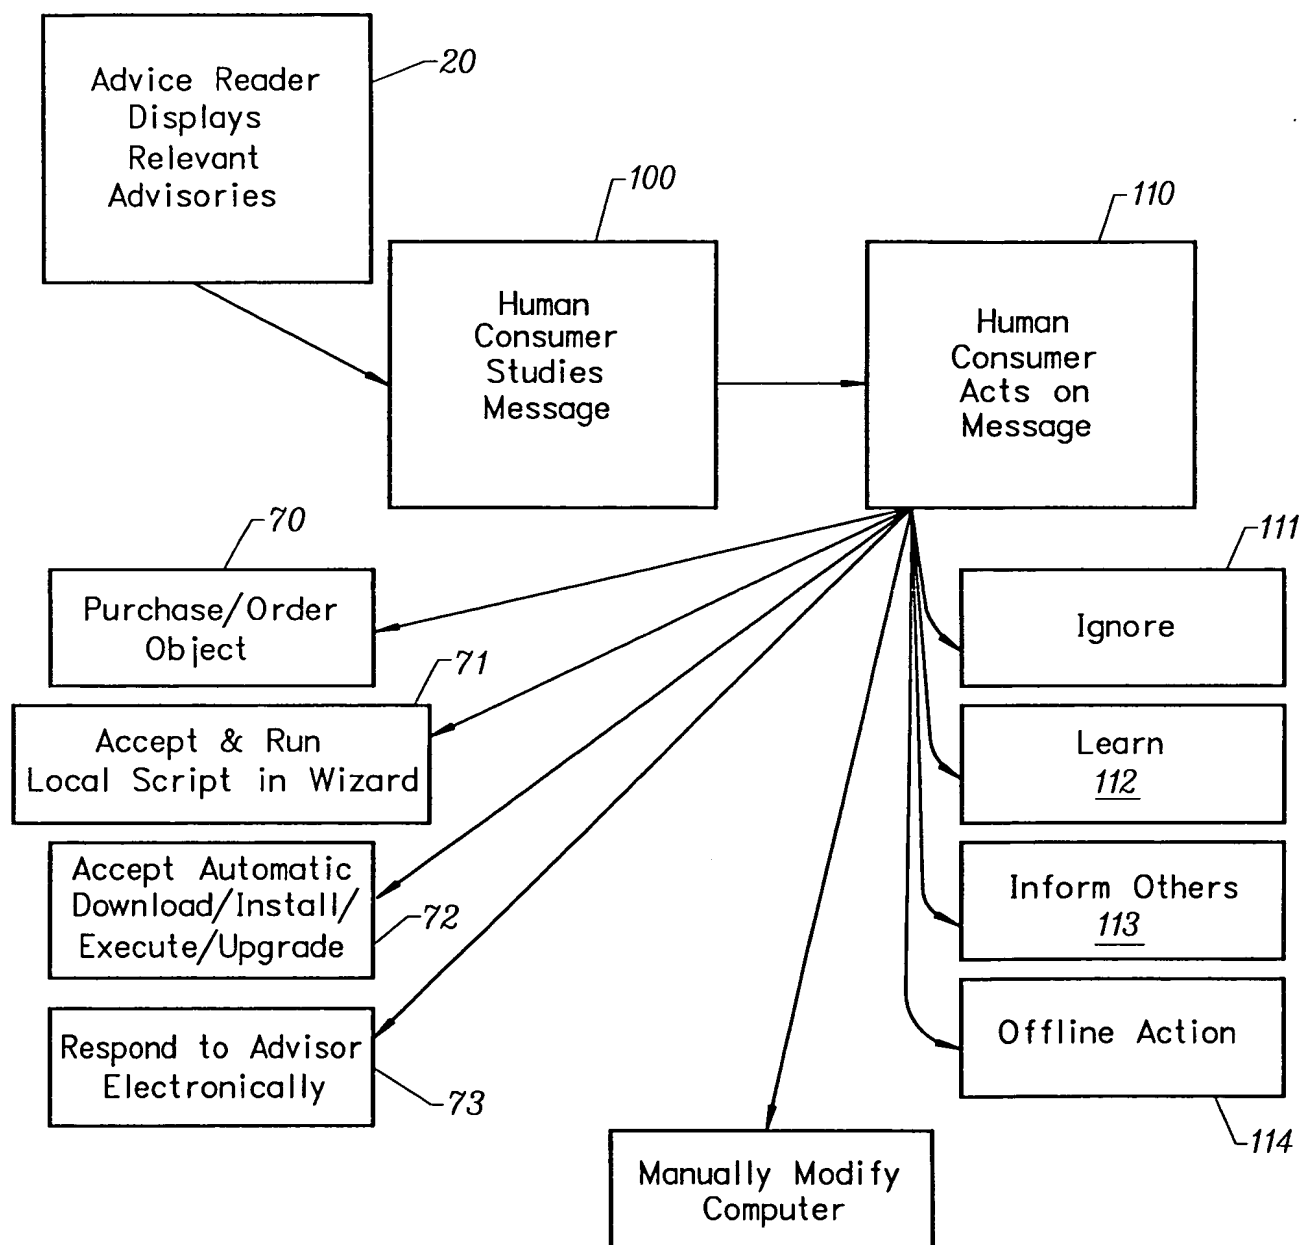 20
Advice Reader
Displays
Relevant
Advisories
100
Human
Consumer
Studies
Message
110
Human
Consumer
Acts on
Message
70
Purchase/Order
Object
71
Accept & Run
Local Script in Wizard
Accept Automatic
Download/Install/
Execute/Upgrade
72
Respond to Advisor
Electronically
73
Manually Modify
Computer
111
Ignore
Learn
112
Inform Others
113
Offline Action
114